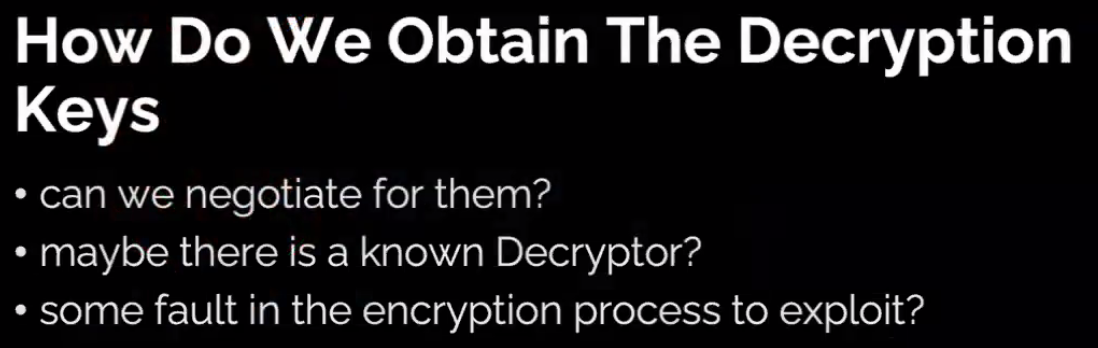 How Do We Obtain The Decryption
Keys
• can we negotiate for them?
• maybe there is a known Decryptor?
• some fault in the encryption process to exploit?